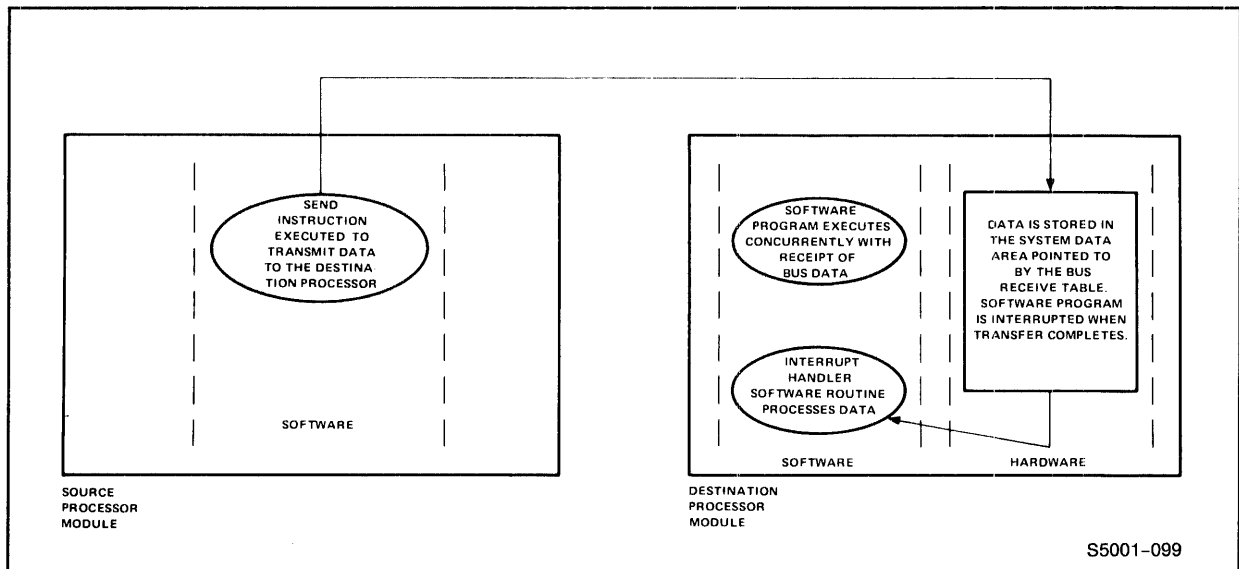 SEND
INSTRUCTION
EXECUTED TO
TRANSMIT DATA
TO THE DESTINA-
TION PROCESSOR
SOFTWARE
SOURCE
PROCESSOR
MODULE
SOFTWARE
PROGRAM EXECUTES
CONCURRENTLY WITH
RECEIPT OF
BUS DATA
INTERRUPT
HANDLER
SOFTWARE ROUTINE
PROCESSES DATA
SOFTWARE
DATA IS STORED IN
THE SYSTEM DATA
AREA POINTED TO
BY THE BUS
RECEIVE TABLE.
SOFTWARE PROGRAM
IS INTERRUPTED WHEN
TRANSFER COMPLETES.
HARDWARE
DESTINATION
PROCESSOR
MODULE
S5001-099